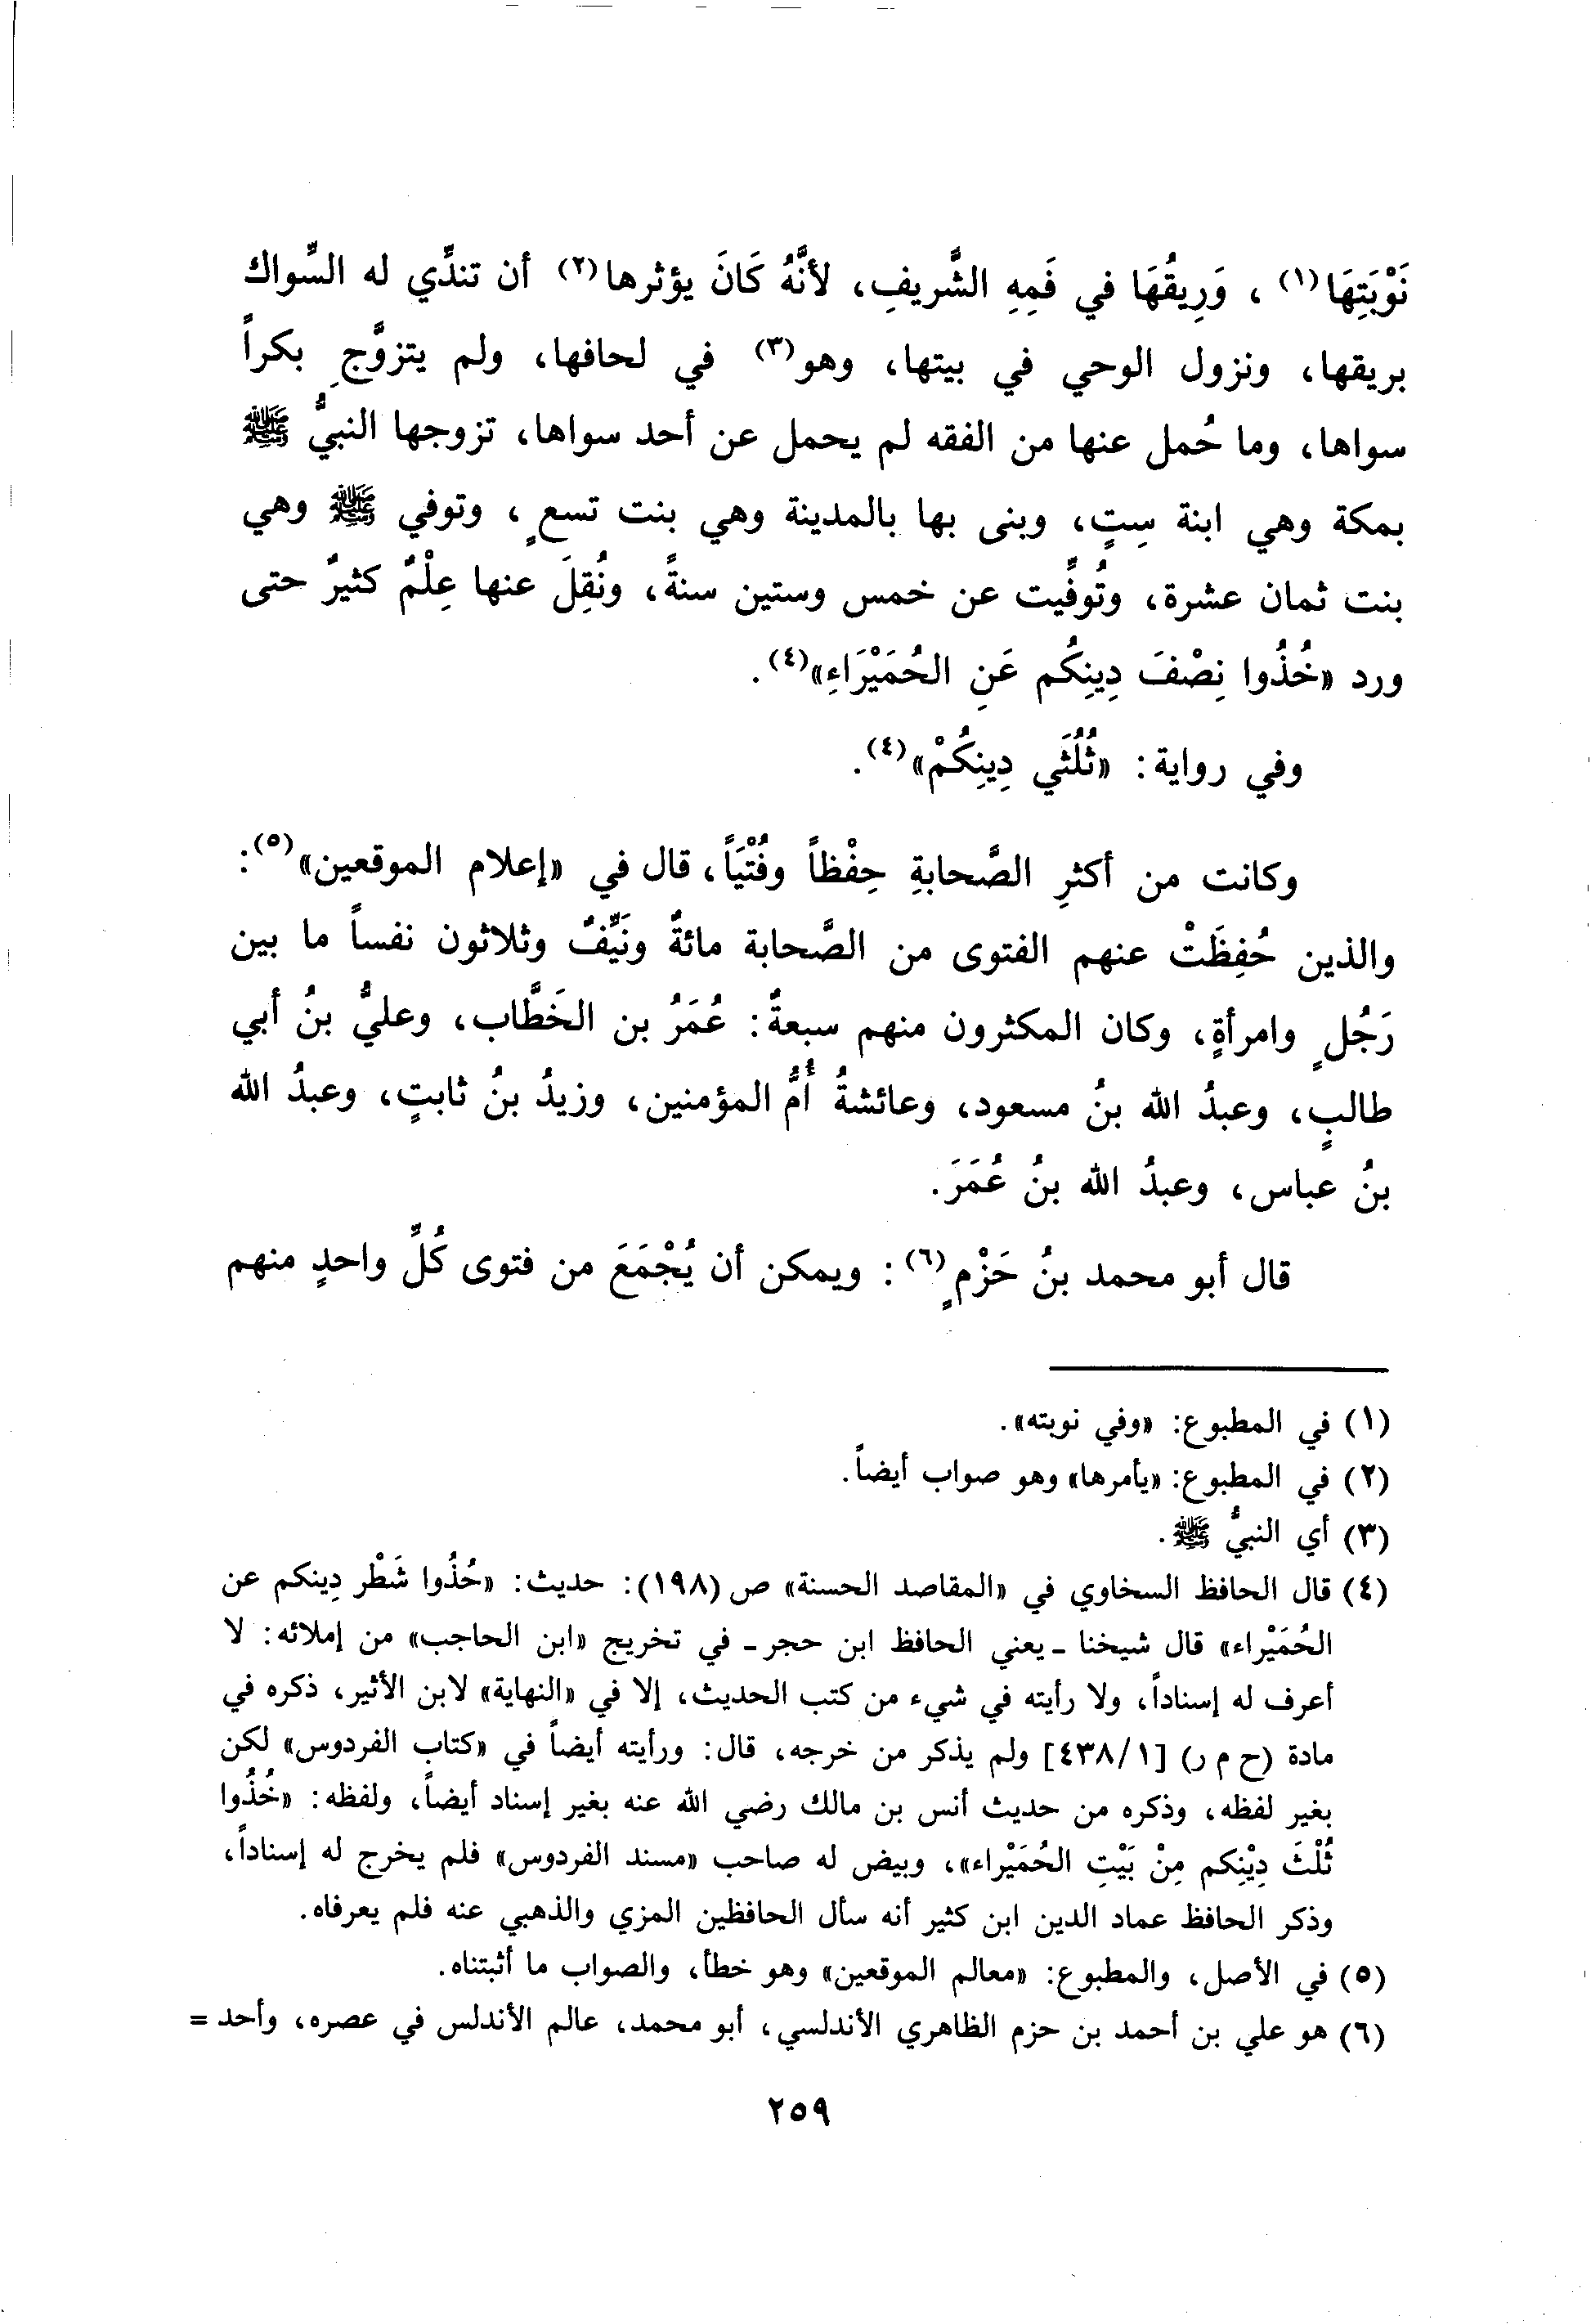 نَوْبَتِهَا(١) ، وَرِيقُهَا في فَمِهِ الشَّريفِ، لأنَّهُ كَانَ يؤثرها(٢) أن تندِّي له السِّواك
بريقها، ونزول الوحي في بيتها، وهو(٣) في لحافها، ولم يتزوَّجِ بكراً
سواها، وما حُمل عنها من الفقه لم يحمل عن أحد سواها، تزوجها النبيُّ ﷺ
بمكة وهي ابنة سِتٍ، وبنى بها بالمدينة وهي بنت تسعٍ، وتوفي ﷺ وهي
بنت ثمان عشرة، وتُوفِّيت عن خمس وستين سنةً، ونُقِلَ عنها عِلْمٌ كثيرٌ حتى
ورد «خُذُوا نِصْفَ دِينِكُم عَنِ الحُمَيْرَاءِ»(٤).
وفي رواية: «ثُلُثَي دِينِكُمْ»(٤).
وكانت من أكثرِ الصَّحابةِ حِفْظاً وفُتْيَاً، قال في «إعلام الموقعين»(٥):
والذين حُفِظَتْ عنهم الفتوى من الصَّحابة مائةٌ ونَيِّفٌ وثلاثون نفساً ما بين
رَجُلٍ وامرأةٍ، وكان المكثرون منهم سبعةٌ: عُمَرُ بن الخَطَّاب، وعليُّ بنُ أبي
طالبٍ، وعبدُ الله بنُ مسعود، وعائشةُ أُمُّ المؤمنين، وزيدُ بنُ ثابتٍ، وعبدُ الله
بنُ عباس، وعبدُ الله بنُ عُمَرَ.
قال أبو محمد بنُ حَزْمٍ(٦): ويمكن أن يُجْمَعَ من فتوى كُلِّ واحدٍ منهم
(١) في المطبوع: «وفي نوبته».
(٢) في المطبوع: «يأمرها» وهو صواب أيضاً.
(٣) أي النبيُّ ﷺ.
(٤) قال الحافظ السخاوي في «المقاصد الحسنة» ص (١٩٨): حديث: «خُذُوا شَطْر دِينكم عن
الحُمَيْراء» قال شيخنا ـ يعني الحافظ ابن حجر ـ في تخريج «ابن الحاجب» من إملائه: لا
أعرف له إسناداً، ولا رأيته في شيء من كتب الحديث، إلا في «النهاية» لابن الأثير، ذكره في
مادة (ح م ر) [٤٣٨/١] ولم يذكر من خرجه، قال: ورأيته أيضاً في «كتاب الفردوس» لكن
بغير لفظه، وذكره من حديث أنس بن مالك رضي الله عنه بغير إسناد أيضاً، ولفظه: «خُذُوا
ثُلْثَ دِيْنِكم مِنْ بَيْتِ الحُمَيْراء»، وبيض له صاحب «مسند الفردوس» فلم يخرج له إسناداً،
وذكر الحافظ عماد الدين ابن كثير أنه سأل الحافظين المزي والذهبي عنه فلم يعرفاه.
(٥) في الأصل، والمطبوع: «معالم الموقعين» وهو خطأ، والصواب ما أثبتناه.
(٦) هو علي بن أحمد بن حزم الظاهري الأندلسي، أبو محمد، عالم الأندلس في عصره، وأحد =
٢٥٩